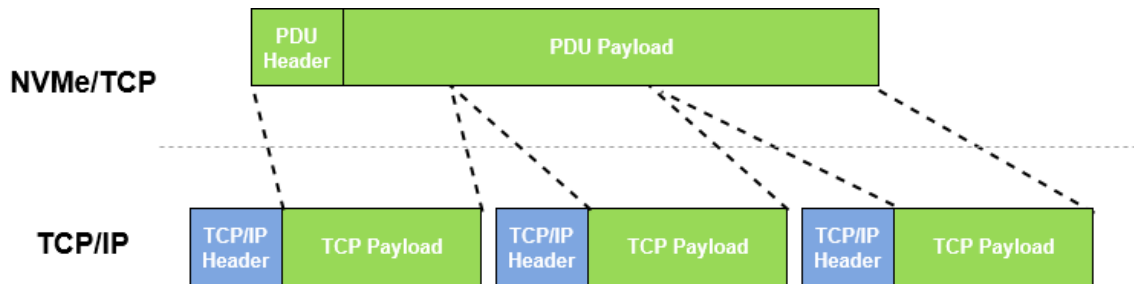 PDU
Header
PDU Payload
NVMe/TCP
TCP/IP
TCP/IP
Header
TCP Payload
TCP/IP
Header
TCP Payload
TCP/IP
Header
TCP Payload